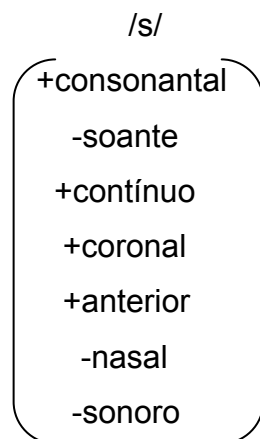 /s/
+consonantal
-soante
+contínuo
+coronal
+anterior
-nasal
-sonoro